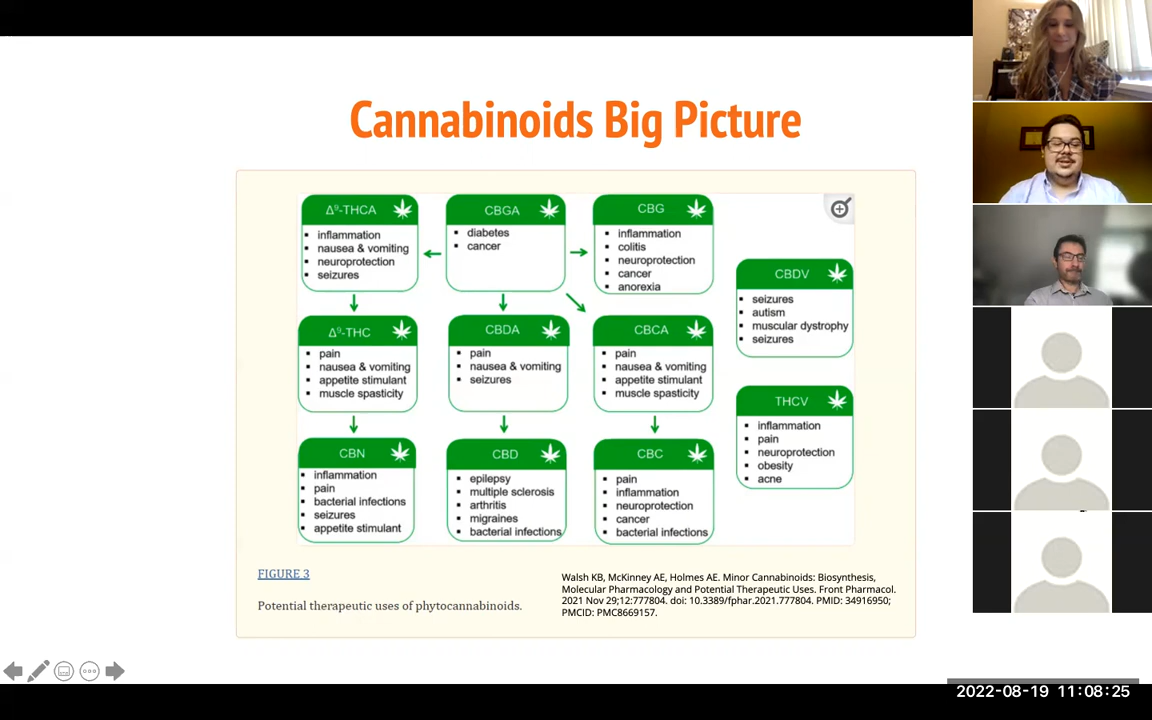 Cannabinoids Big Picture
Δ⁹-THCA
inflammation
nausea & vomiting
neuroprotection
seizures
CBGA
diabetes
cancer
CBG
inflammation
colitis
neuroprotection
cancer
anorexia
CBDV
seizures
autism
muscular dystrophy
seizures
Δ⁹-THC
pain
nausea & vomiting
appetite stimulant
muscle spasticity
CBDA
pain
nausea & vomiting
seizures
CBCA
pain
nausea & vomiting
appetite stimulant
muscle spasticity
THCV
inflammation
pain
neuroprotection
obesity
acne
CBN
inflammation
pain
bacterial infections
seizures
appetite stimulant
CBD
epilepsy
multiple sclerosis
arthritis
migraines
bacterial infections
CBC
pain
inflammation
neuroprotection
cancer
bacterial infections
FIGURE 3
Potential therapeutic uses of phytocannabinoids.
Walsh KB, McKinney AE, Holmes AE. Minor Cannabinoids: Biosynthesis,
Molecular Pharmacology and Potential Therapeutic Uses. Front Pharmacol.
2021 Nov 29;12:777804. doi: 10.3389/fphar.2021.777804. PMID: 34916950;
PMCID: PMC8669157.
2022-08-19 11:08:25